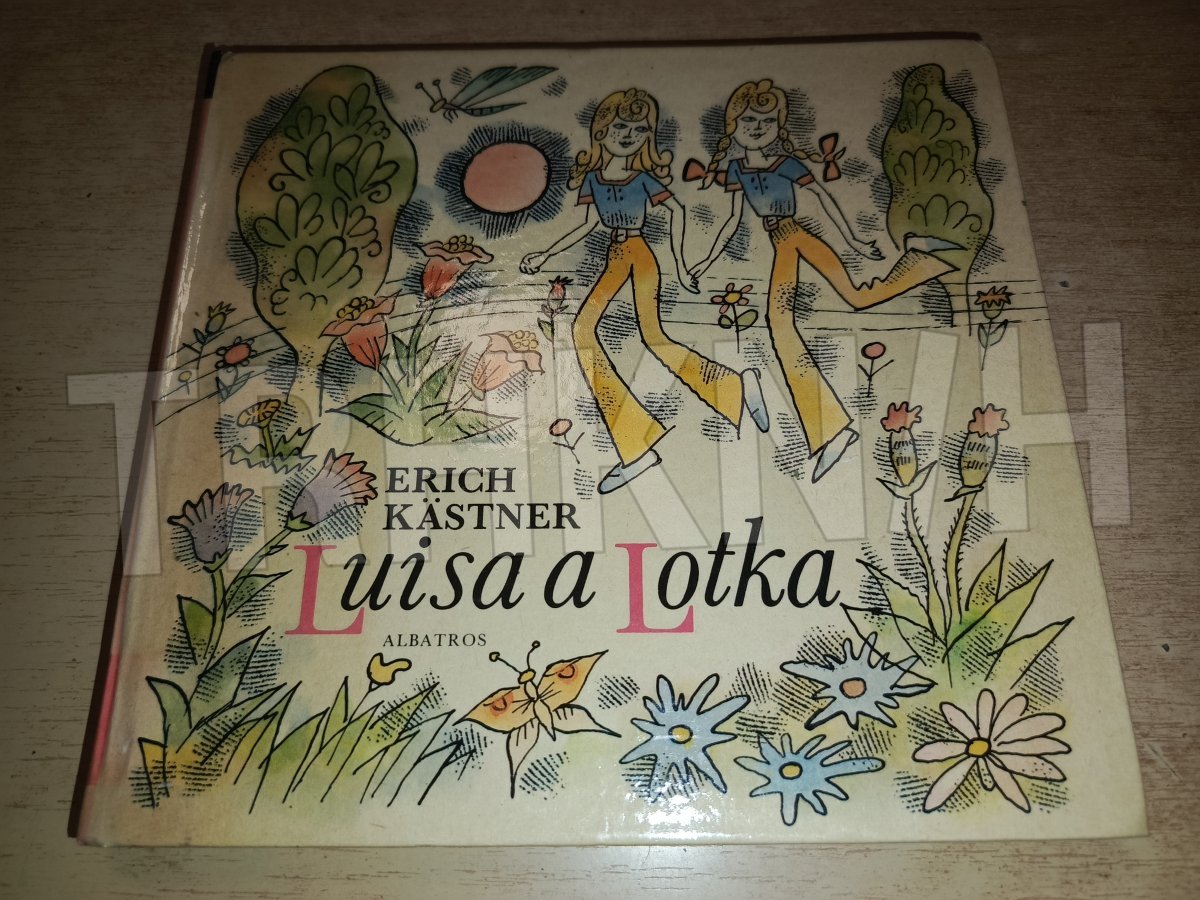 ERICH
KÄSTNER
Luisa a Lotka
ALBATROS